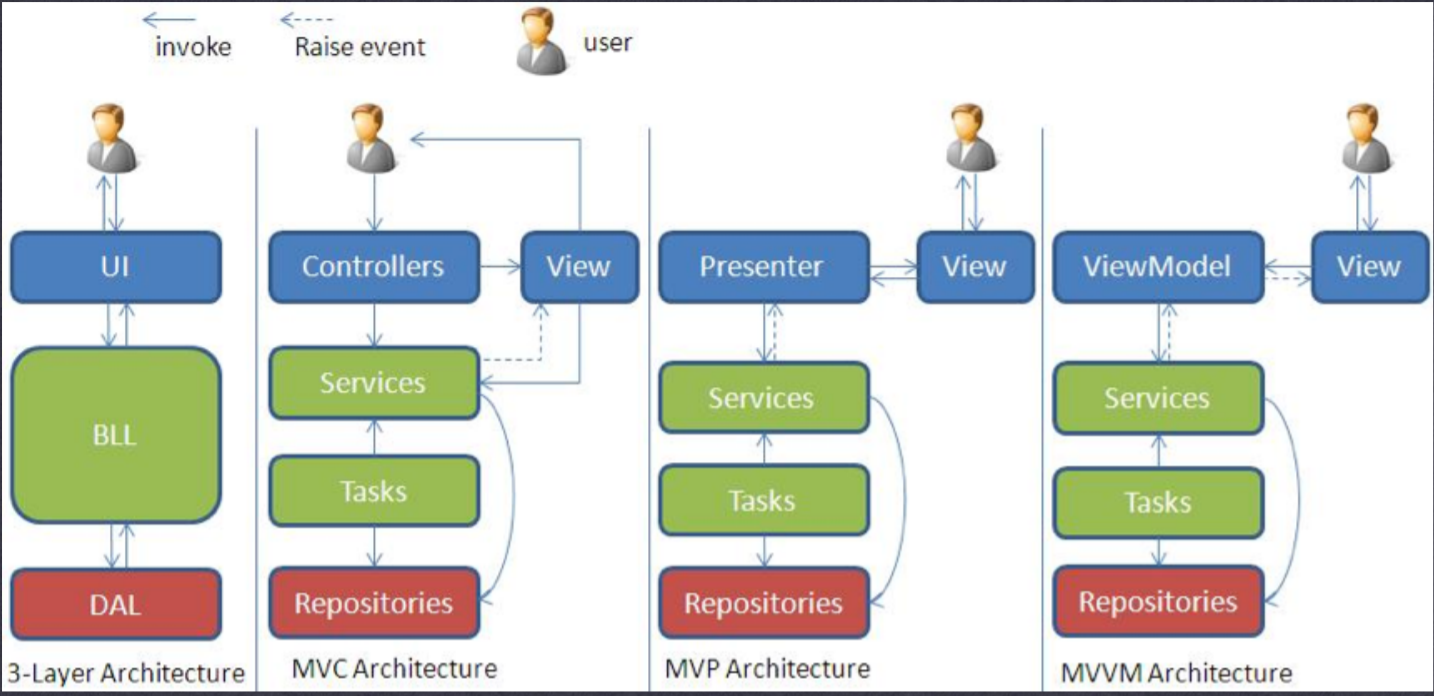 invoke
Raise event
user
UI
BLL
DAL
3-Layer Architecture
Controllers
View
Services
Tasks
Repositories
MVC Architecture
Presenter
View
Services
Tasks
Repositories
MVP Architecture
ViewModel
View
Services
Tasks
Repositories
MVVM Architecture